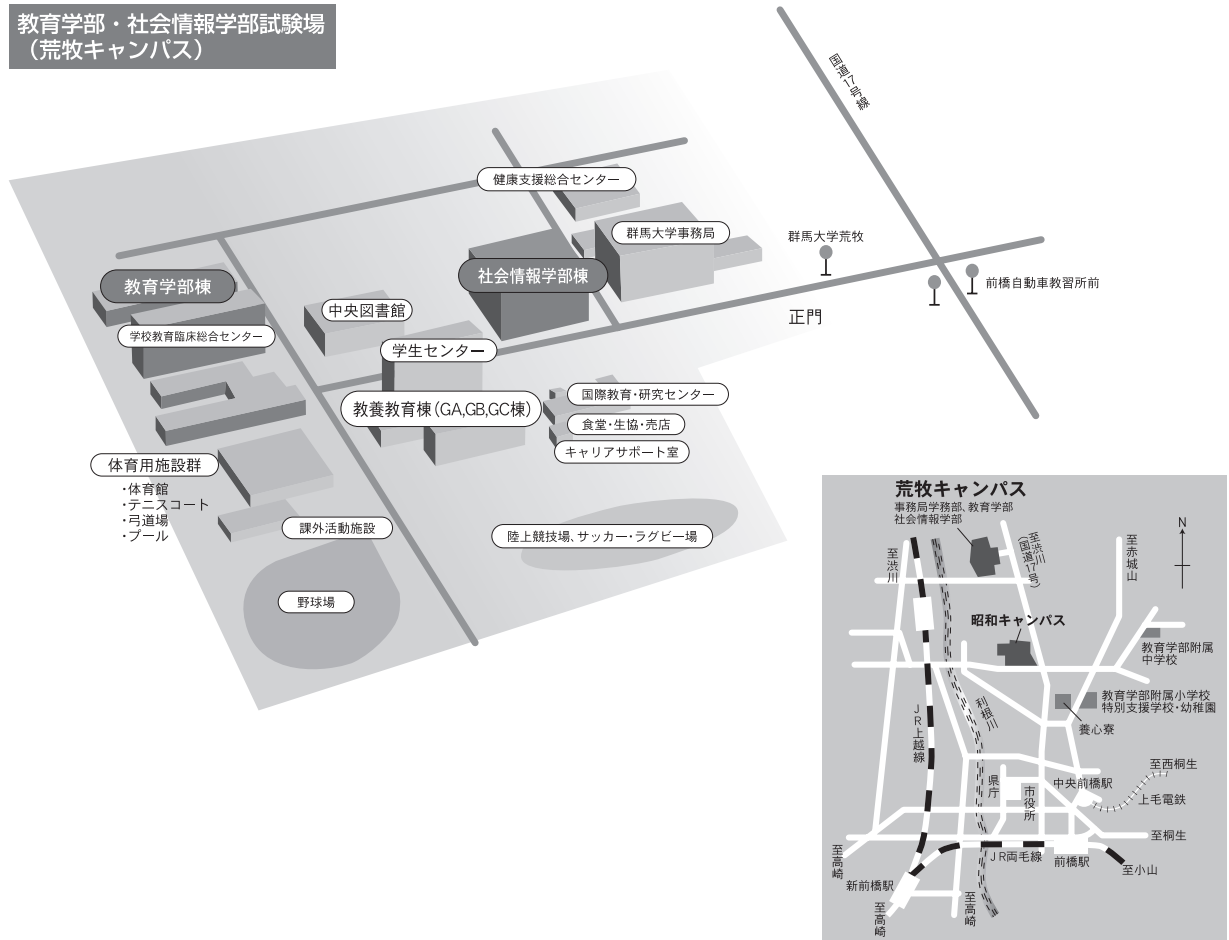 教育学部・社会情報学部試験場
（荒牧キャンパス）
国道17号線
健康支援総合センター
群馬大学事務局
群馬大学荒牧
前橋自動車教習所前
正門
教育学部棟
社会情報学部棟
学校教育臨床総合センター
中央図書館
学生センター
教養教育棟(GA,GB,GC棟)
国際教育・研究センター
食堂・生協・売店
キャリアサポート室
体育用施設群
・体育館
・テニスコート
・弓道場
・プール
課外活動施設
陸上競技場、サッカー・ラグビー場
野球場
荒牧キャンパス
事務局学務部、教育学部
社会情報学部
N
至渋川
至渋川
(国道17号)
至赤城山
昭和キャンパス
教育学部附属
中学校
教育学部附属小学校
特別支援学校・幼稚園
養心寮
利根川
JR上越線
県庁
市役所
中央前橋駅
至西桐生
上毛電鉄
至桐生
JR両毛線
前橋駅
至小山
至高崎
新前橋駅
至高崎
至高崎